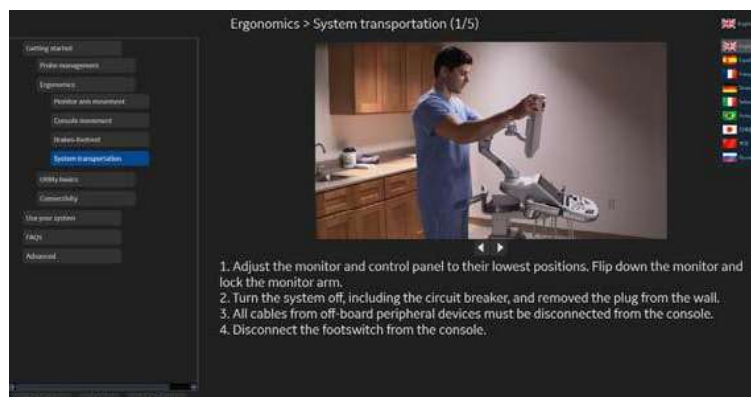 Ergonomics > System transportation (1/5)
Getting started
Probe management
Ergonomics
Monitor arm movement
Console movement
Brakes-footrest
System transportation
Utility basics
Connectivity
Use your system
FAQs
Advanced
1. Adjust the monitor and control panel to their lowest positions. Flip down the monitor and
lock the monitor arm.
2. Turn the system off, including the circuit breaker, and removed the plug from the wall.
3. All cables from off-board peripheral devices must be disconnected from the console.
4. Disconnect the footswitch from the console.